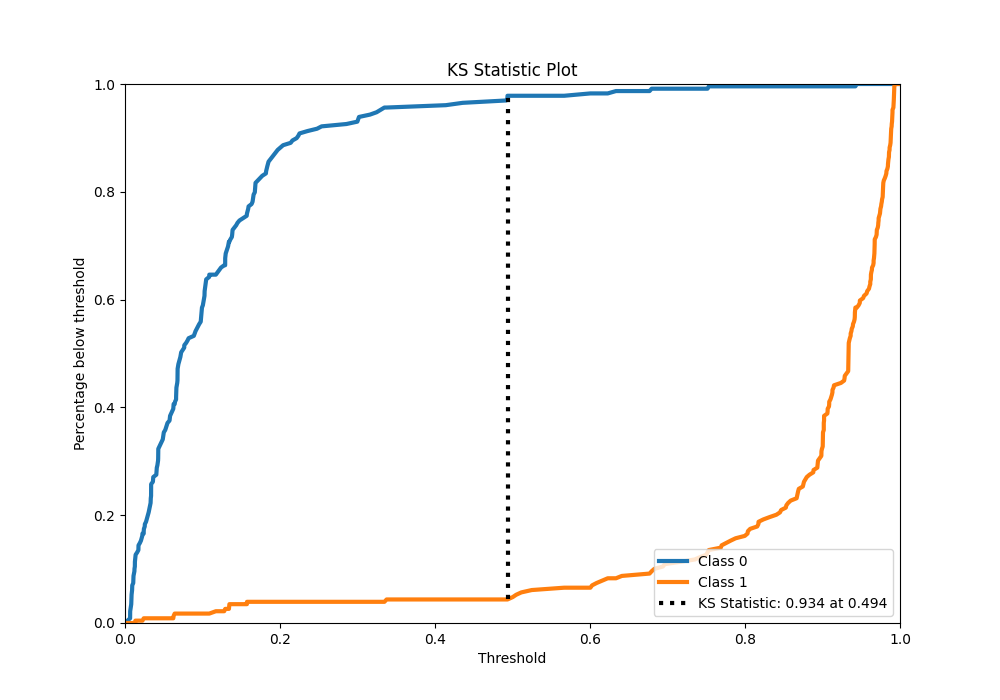 KS Statistic Plot
Percentage below threshold
1.0
0.8
0.6
0.4
0.2
0.0
0.0 0.2 0.4 0.6 0.8 1.0
Threshold
Class 0
Class 1
KS Statistic: 0.934 at 0.494